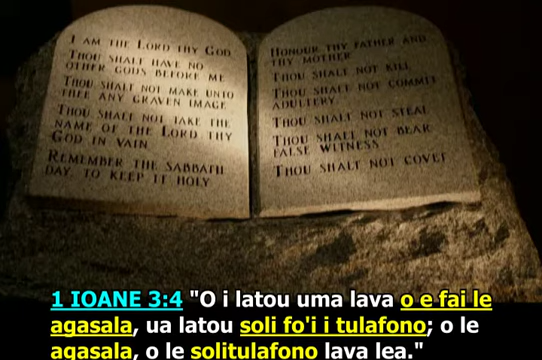 I AM THE LORD THY GOD
THOU SHALT HAVE NO
OTHER GODS BEFORE ME
THOU SHALT NOT MAKE UNTO
THEE ANY GRAVEN IMAGE
THOU SHALT NOT TAKE THE
NAME OF THE LORD THY
GOD IN VAIN
REMEMBER THE SABBATH
DAY TO KEEP IT HOLY
HONOUR THY FATHER AND
THY MOTHER
THOU SHALT NOT KILL
THOU SHALT NOT COMMIT
ADULTERY
THOU SHALT NOT STEAL
THOU SHALT NOT BEAR
FALSE WITNESS
THOU SHALT NOT COVET
1 IOANE 3:4 "O i latou uma lava o e fai le
agasala, ua latou soli fo'i i tulafono; o le
agasala, o le solitulafono lava lea."